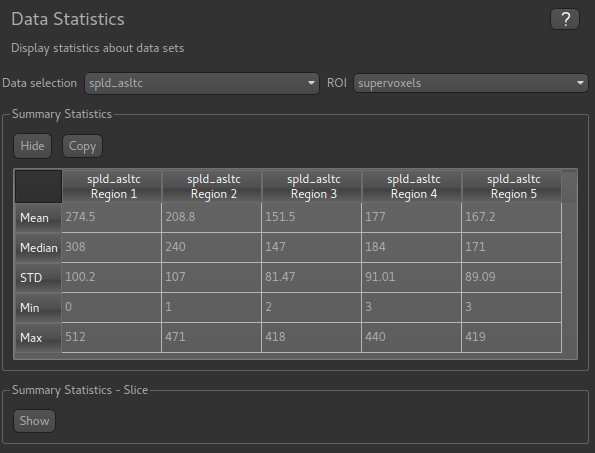 Data Statistics
?
Display statistics about data sets
Data selection spld_asltc ROI supervoxels
Summary Statistics
Hide Copy
spld_asltc spld_asltc spld_asltc spld_asltc spld_asltc
Region 1 Region 2 Region 3 Region 4 Region 5
Mean 274.5 208.8 151.5 177 167.2
Median 308 240 147 184 171
STD 100.2 107 81.47 91.01 89.09
Min 0 1 2 3 3
Max 512 471 418 440 419
Summary Statistics - Slice
Show